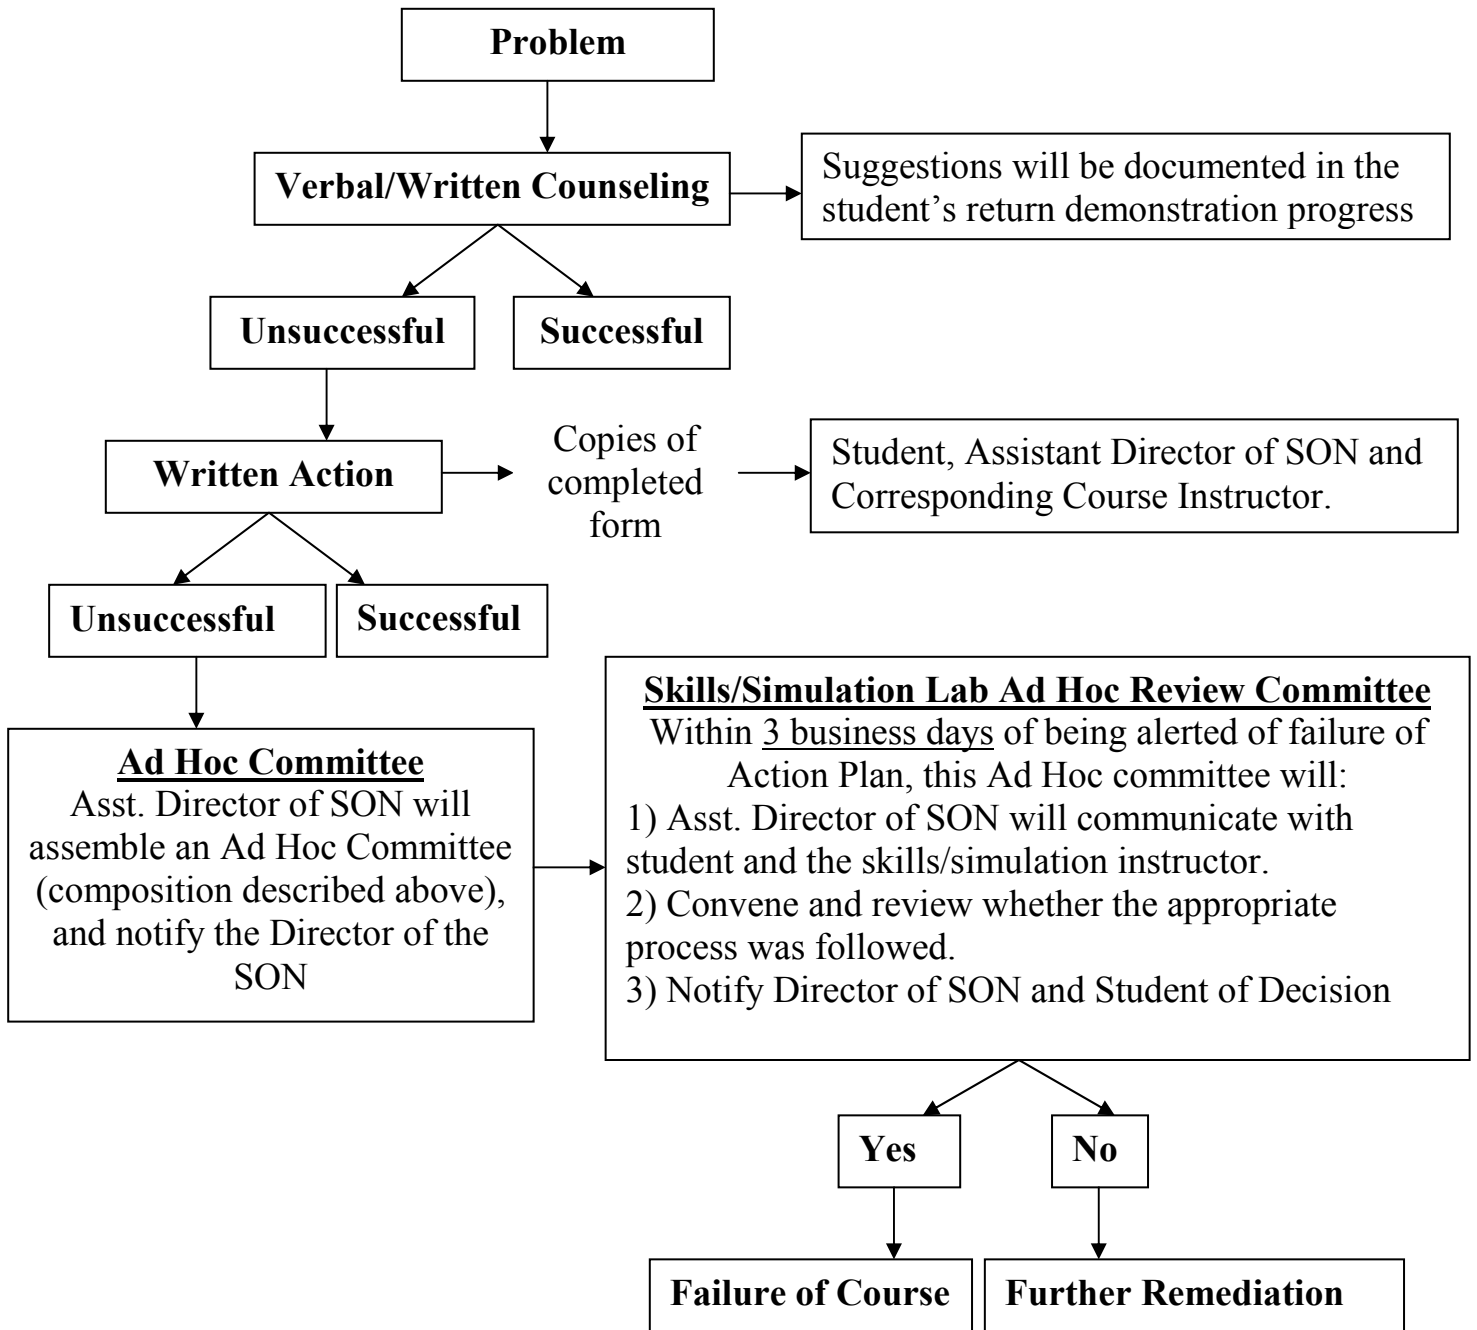 Problem
Verbal/Written Counseling
Suggestions will be documented in the
student’s return demonstration progress
Unsuccessful
Successful
Written Action
Copies of
completed
form
Student, Assistant Director of SON and
Corresponding Course Instructor.
Unsuccessful
Successful
Ad Hoc Committee
Asst. Director of SON will
assemble an Ad Hoc Committee
(composition described above),
and notify the Director of the
SON
Skills/Simulation Lab Ad Hoc Review Committee
Within 3 business days of being alerted of failure of
Action Plan, this Ad Hoc committee will:
1) Asst. Director of SON will communicate with
student and the skills/simulation instructor.
2) Convene and review whether the appropriate
process was followed.
3) Notify Director of SON and Student of Decision
Yes
No
Failure of Course
Further Remediation